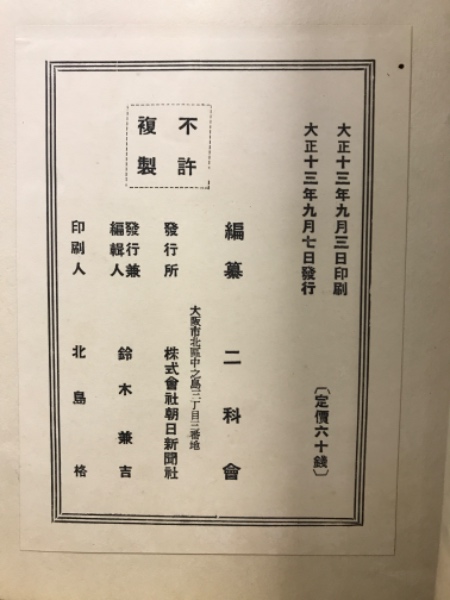 大正十三年九月三日印刷
大正十三年九月七日發行
〔定價六十錢〕
編纂 二科會
大阪市北區中之島三丁目三番地
發行所 株式會社朝日新聞社
發行兼
編輯人 鈴木兼吉
印刷人 北島格
不許
複製